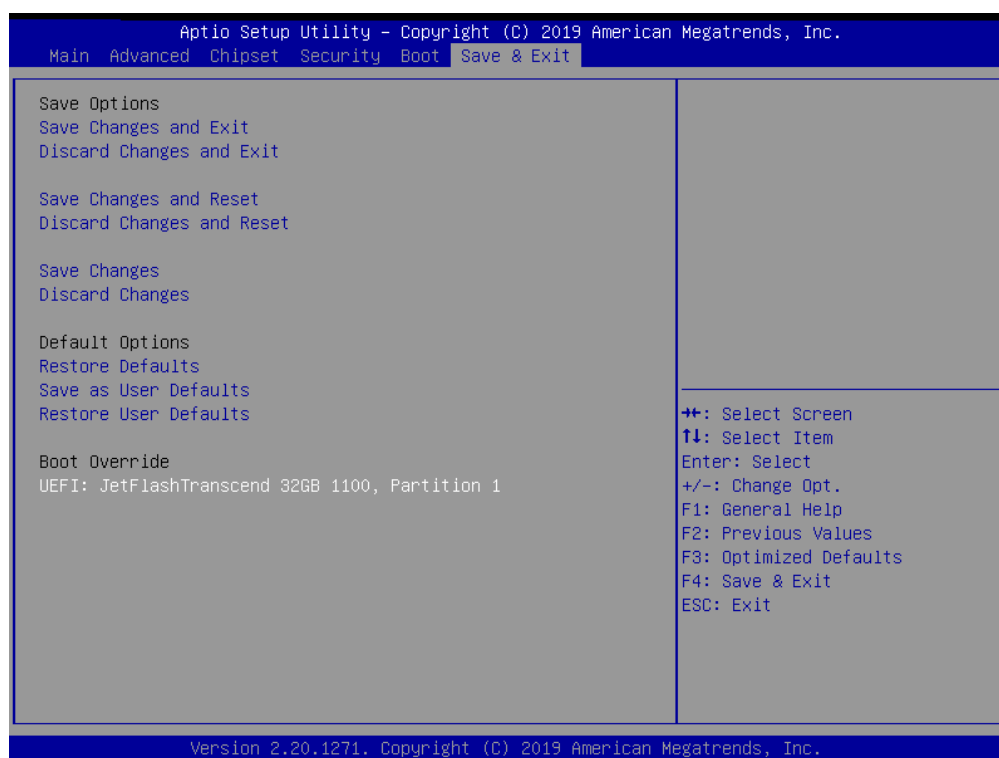 Aptio Setup Utility – Copyright (C) 2019 American Megatrends, Inc.
Main Advanced Chipset Security Boot Save & Exit
Save Options
Save Changes and Exit
Discard Changes and Exit
Save Changes and Reset
Discard Changes and Reset
Save Changes
Discard Changes
Default Options
Restore Defaults
Save as User Defaults
Restore User Defaults
Boot Override
UEFI: JetFlashTranscend 32GB 1100, Partition 1
→←: Select Screen
↑↓: Select Item
Enter: Select
+/-: Change Opt.
F1: General Help
F2: Previous Values
F3: Optimized Defaults
F4: Save & Exit
ESC: Exit
Version 2.20.1271. Copyright (C) 2019 American Megatrends, Inc.